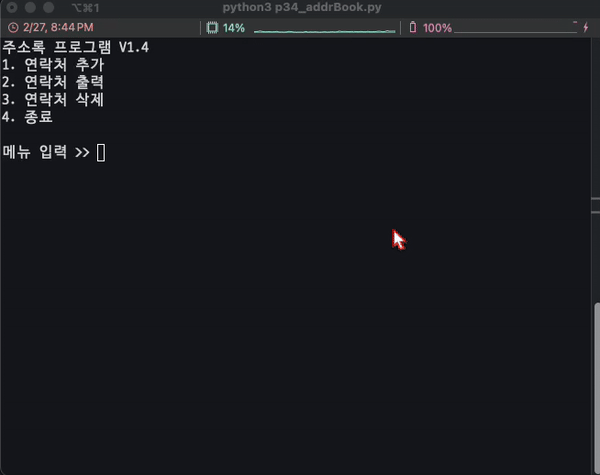 ⌥⌘1 python3 p34_addrBook.py
2/27, 8:44 PM 14% 100%
주소록 프로그램 V1.4
1. 연락처 추가
2. 연락처 출력
3. 연락처 삭제
4. 종료
메뉴 입력 >>